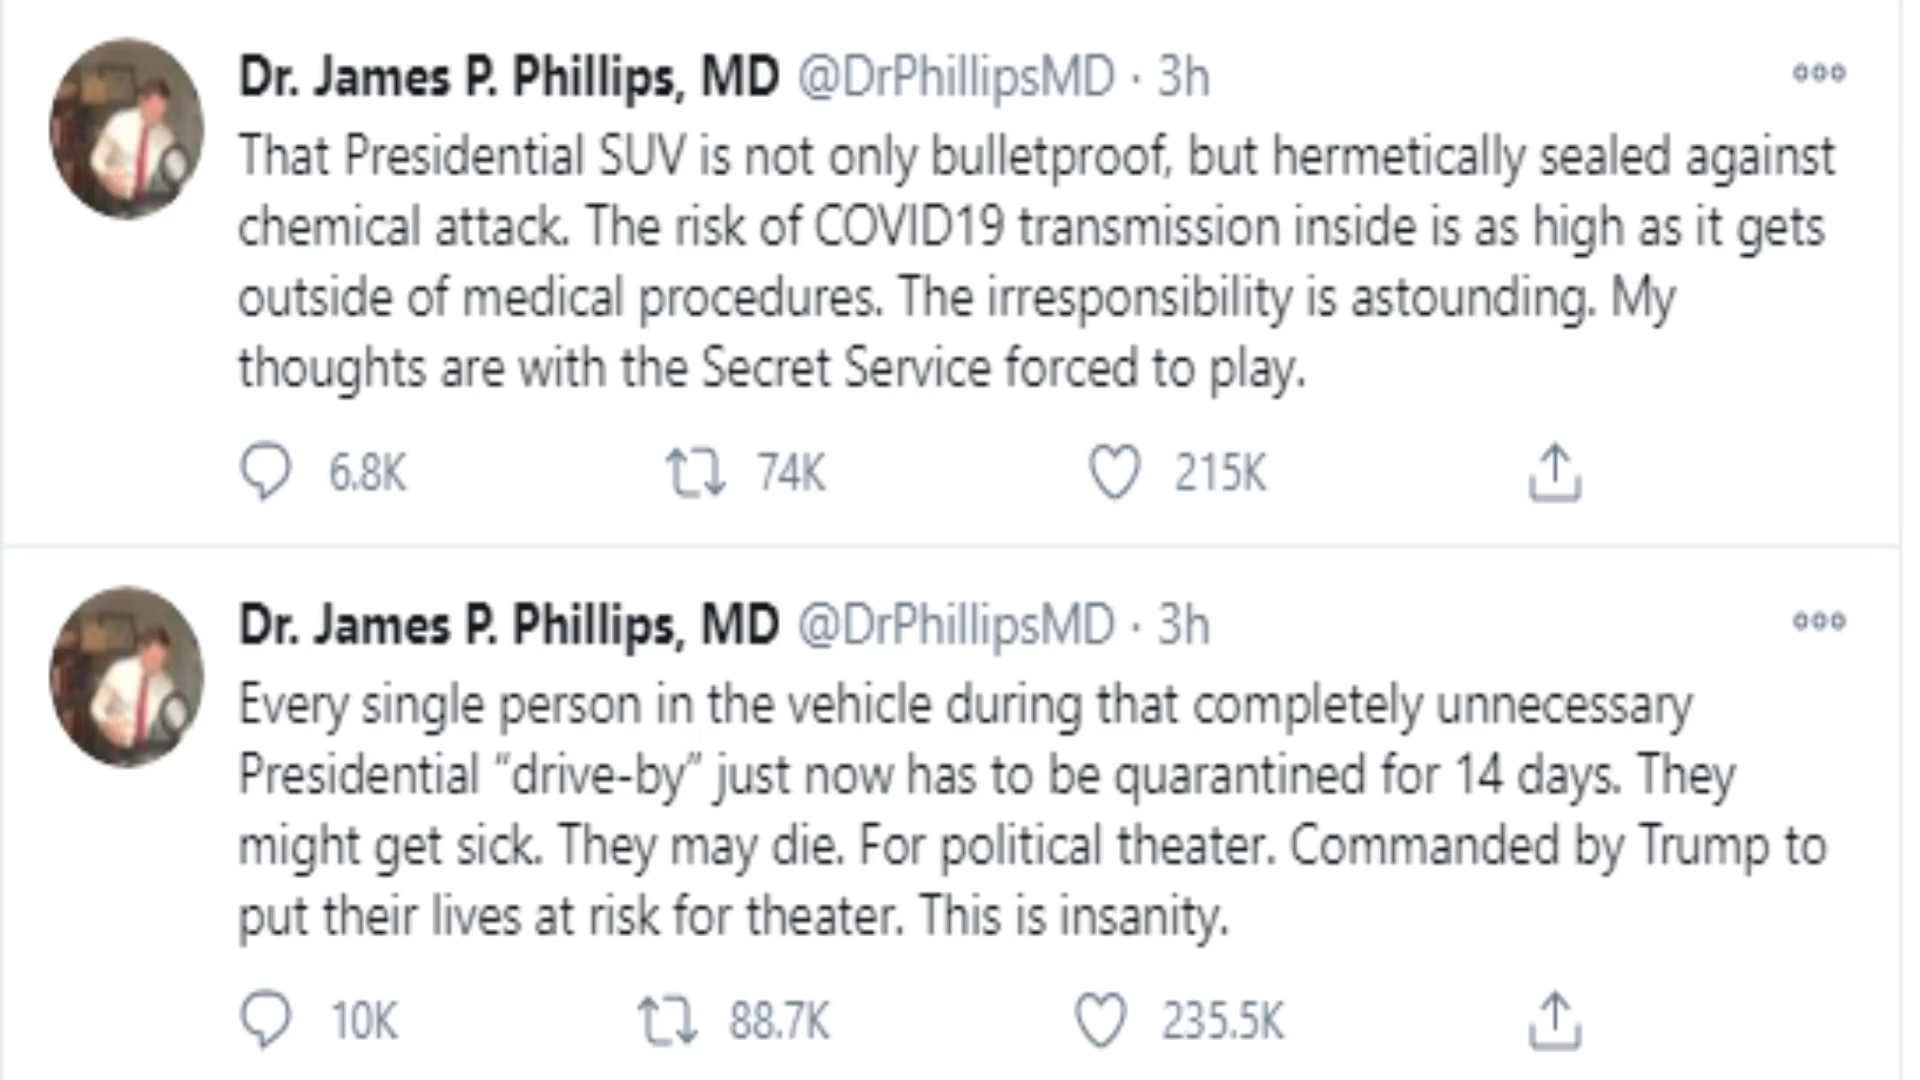 Dr. James P. Phillips, MD @DrPhillipsMD · 3h
That Presidential SUV is not only bulletproof, but hermetically sealed against
chemical attack. The risk of COVID19 transmission inside is as high as it gets
outside of medical procedures. The irresponsibility is astounding. My
thoughts are with the Secret Service forced to play.
6.8K 74K 215K
Dr. James P. Phillips, MD @DrPhillipsMD · 3h
Every single person in the vehicle during that completely unnecessary
Presidential “drive-by” just now has to be quarantined for 14 days. They
might get sick. They may die. For political theater. Commanded by Trump to
put their lives at risk for theater. This is insanity.
10K 88.7K 235.5K